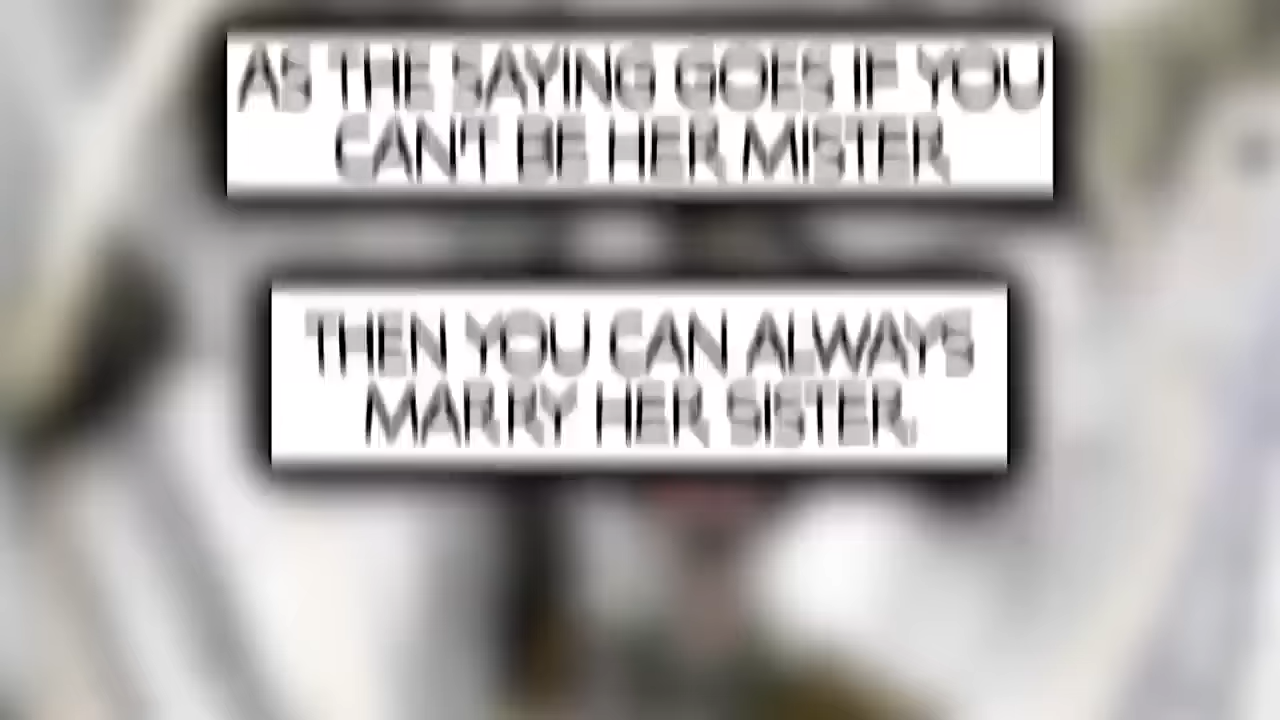 AS THE SAYING GOES IF YOU
CAN'T BE HER MISTER
THEN YOU CAN ALWAYS
MARRY HER SISTER.